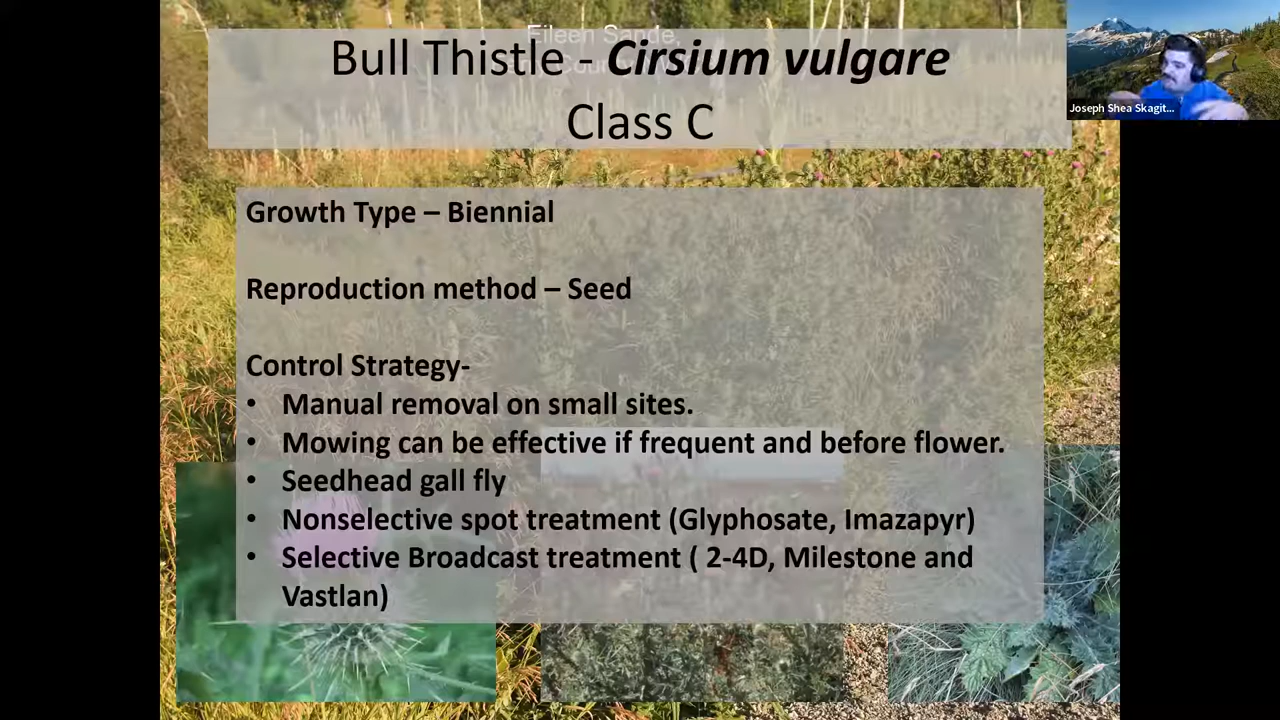 Eileen Sande,
Bull Thistle - Cirsium vulgare
Class C
Joseph Shea Skagit...
Growth Type – Biennial
Reproduction method – Seed
Control Strategy-
• Manual removal on small sites.
• Mowing can be effective if frequent and before flower.
• Seedhead gall fly
• Nonselective spot treatment (Glyphosate, Imazapyr)
• Selective Broadcast treatment ( 2-4D, Milestone and
Vastlan)